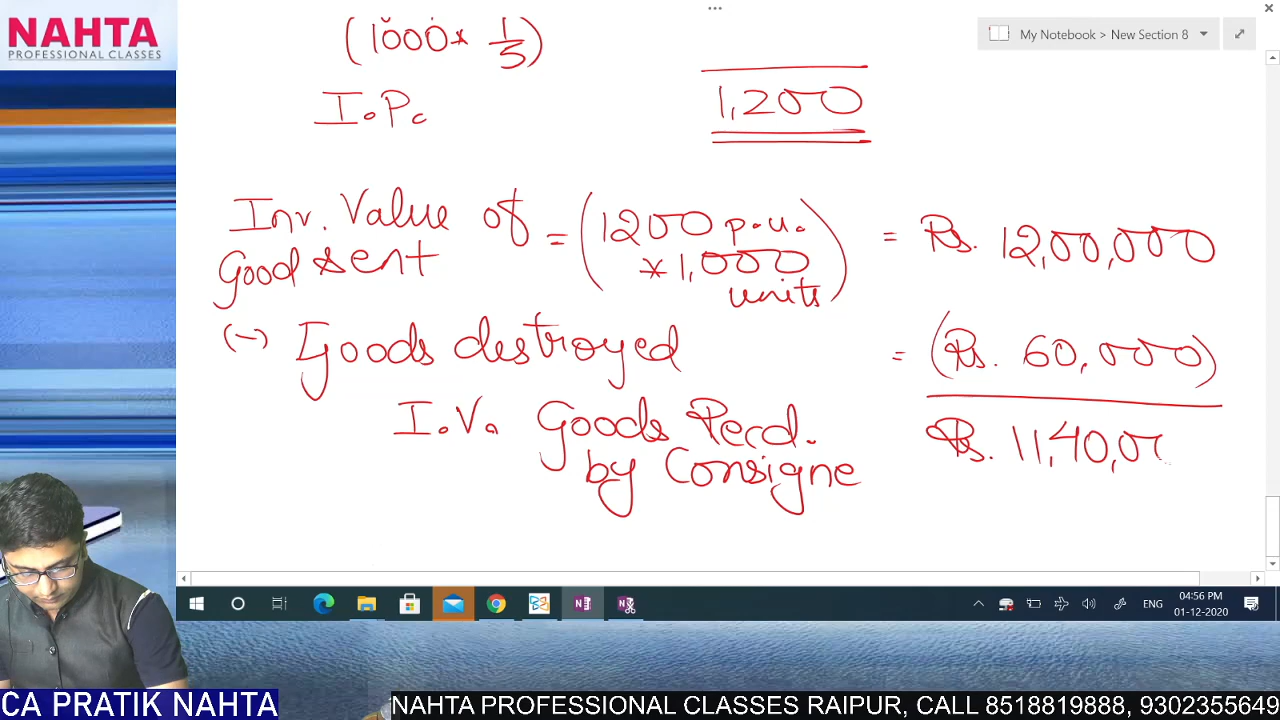 NAHTA
PROFESSIONAL CLASSES
My Notebook > New Section 8
(1000* 1/5)
1,200
I.P.
Inv. Value of = (1200 p.u. = Rs. 12,00,000
Good sent *1,000
units)
(-) Goods destroyed = (Rs. 60,000)
I.V. Goods Recd. Rs. 11,40,00
by Consigne
ENG
04:56 PM
01-12-2020
CA PRATIK NAHTA
NAHTA PROFESSIONAL CLASSES RAIPUR, CALL 8518819888, 9302355649